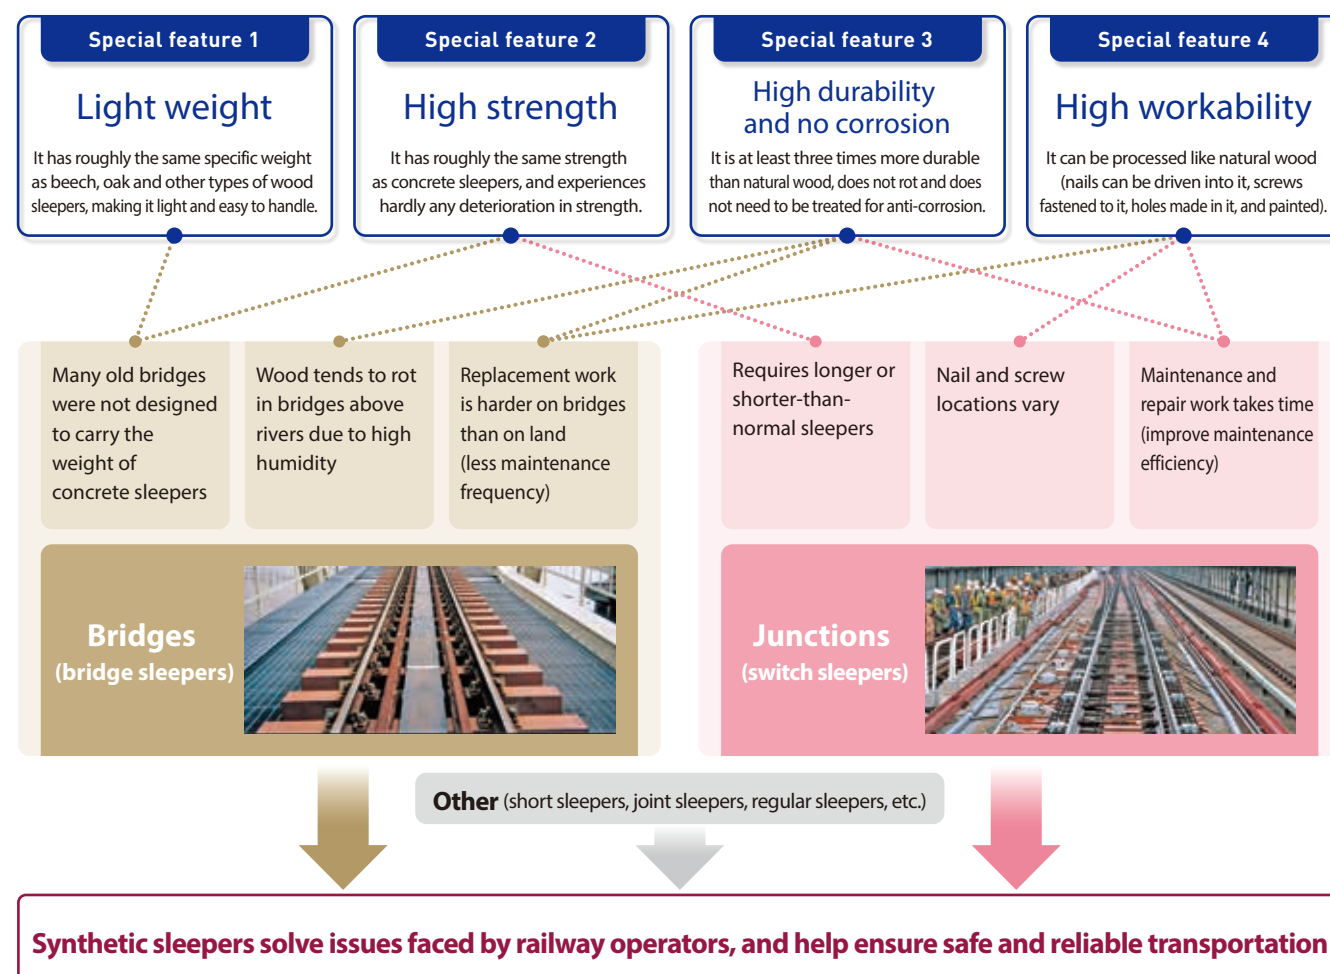 Special feature 1
Light weight
It has roughly the same specific weight
as beech, oak and other types of wood
sleepers, making it light and easy to handle.
Special feature 2
High strength
It has roughly the same strength
as concrete sleepers, and experiences
hardly any deterioration in strength.
Special feature 3
High durability
and no corrosion
It is at least three times more durable
than natural wood, does not rot and does
not need to be treated for anti-corrosion.
Special feature 4
High workability
It can be processed like natural wood
(nails can be driven into it, screws
fastened to it, holes made in it, and painted).
Many old bridges
were not designed
to carry the
weight of
concrete sleepers
Wood tends to rot
in bridges above
rivers due to high
humidity
Replacement work
is harder on bridges
than on land
(less maintenance
frequency)
Requires longer or
shorter-than-
normal sleepers
Nail and screw
locations vary
Maintenance and
repair work takes time
(improve maintenance
efficiency)
Bridges
(bridge sleepers)
Junctions
(switch sleepers)
Other (short sleepers, joint sleepers, regular sleepers, etc.)
Synthetic sleepers solve issues faced by railway operators, and help ensure safe and reliable transportation